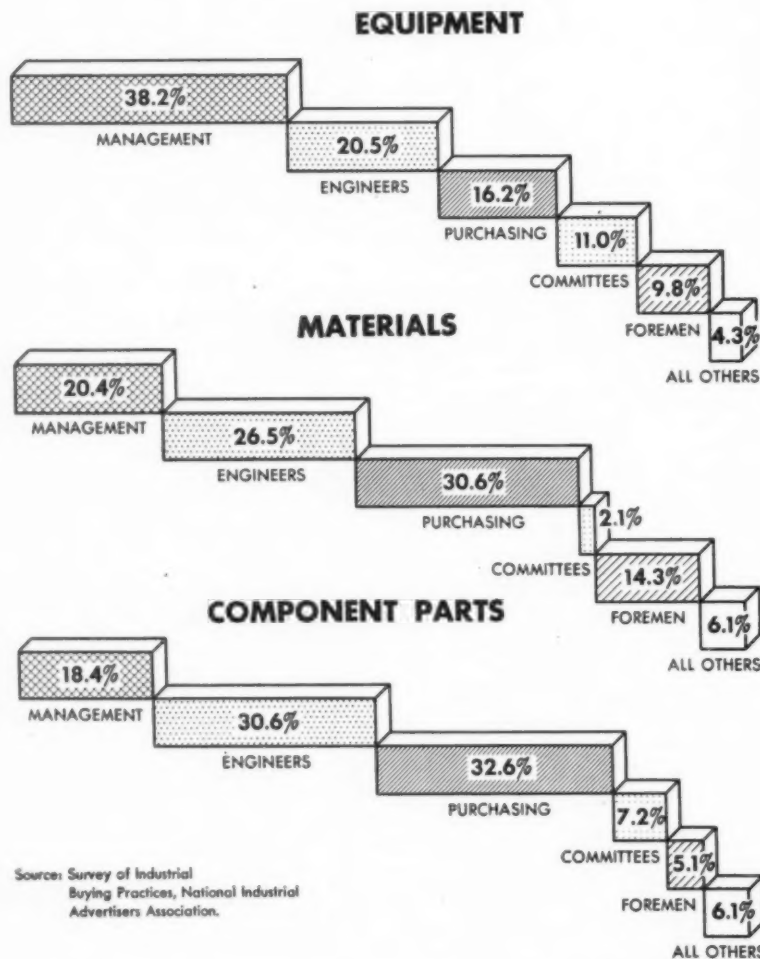 EQUIPMENT
38.2%
MANAGEMENT
20.5%
ENGINEERS
16.2%
PURCHASING
11.0%
COMMITTEES
9.8%
FOREMEN
4.3%
ALL OTHERS
MATERIALS
20.4%
MANAGEMENT
26.5%
ENGINEERS
30.6%
PURCHASING
2.1%
COMMITTEES
14.3%
FOREMEN
6.1%
ALL OTHERS
COMPONENT PARTS
18.4%
MANAGEMENT
30.6%
ENGINEERS
32.6%
PURCHASING
7.2%
COMMITTEES
5.1%
FOREMEN
6.1%
ALL OTHERS
Source: Survey of Industrial
Buying Practices, National Industrial
Advertisers Association.